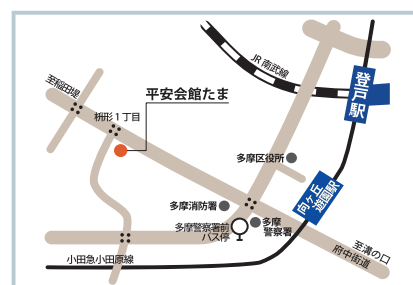 JR南武線
登戸駅
至稲田堤
平安会館たま
枡形1丁目
多摩区役所
向ヶ丘
遊園駅
多摩消防署
多摩警察署前
バス停
多摩
警察署
至溝の口
府中街道
小田急小田原線